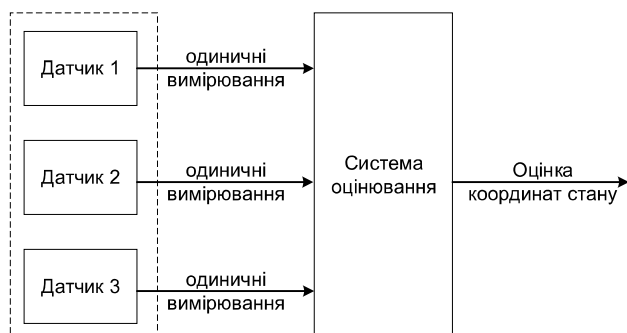 Датчик 1
одиничні
вимірювання
Датчик 2
одиничні
вимірювання
Датчик 3
одиничні
вимірювання
Система
оцінювання
Оцінка
координат стану